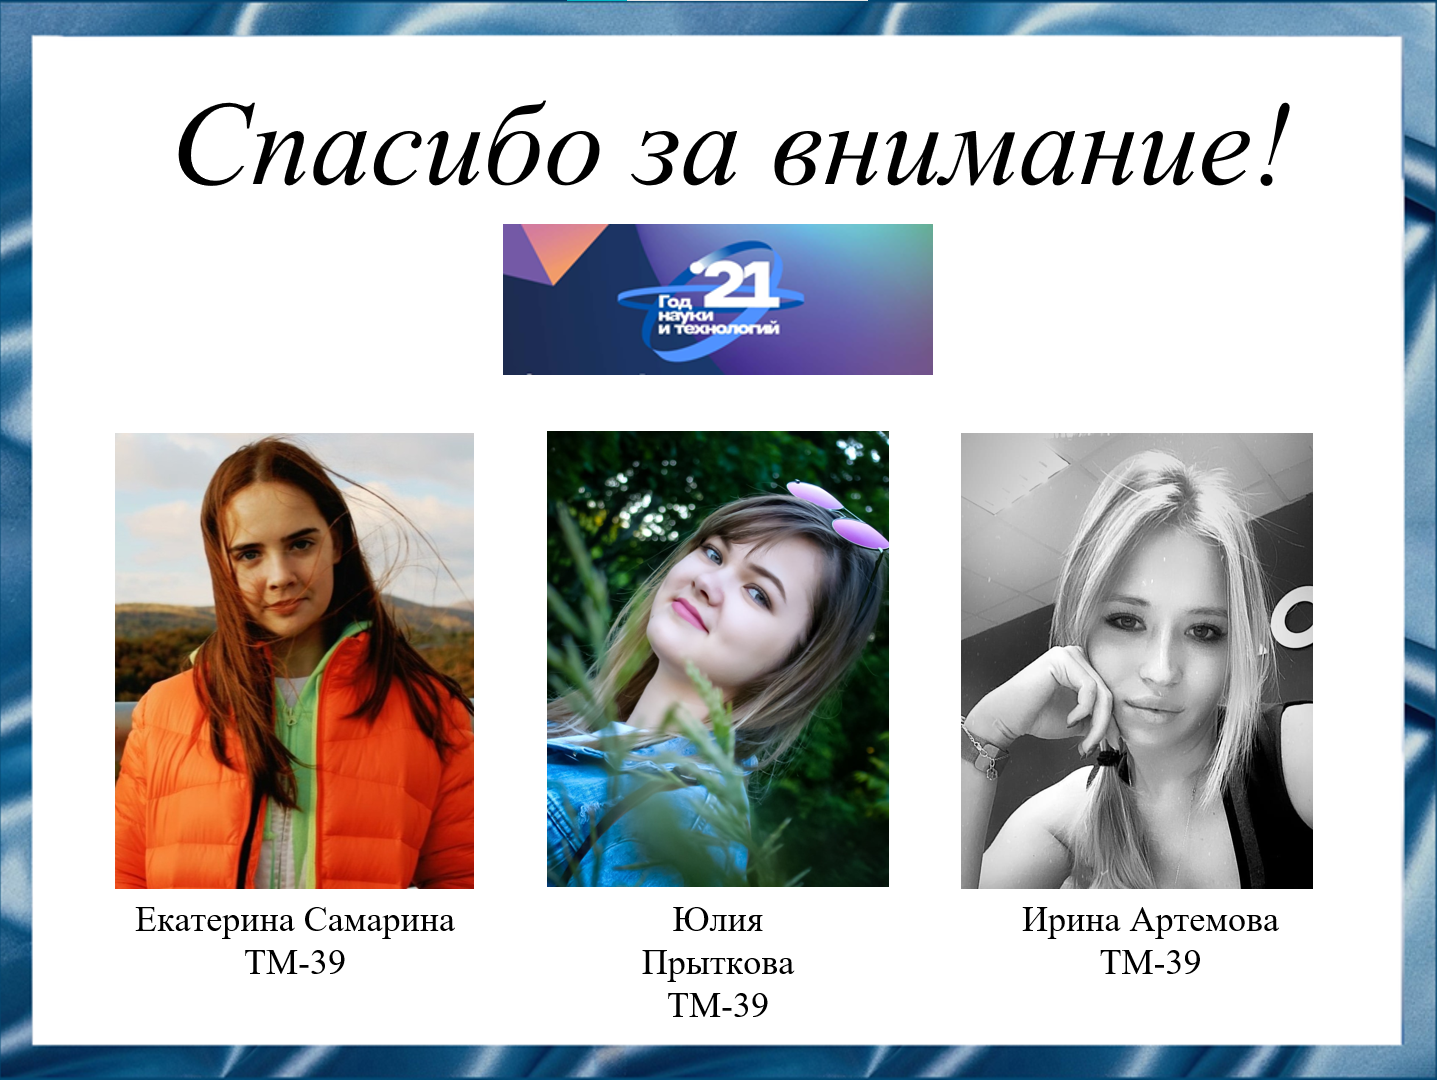 Спасибо за внимание!
'21
Год
науки
и технологий
Екатерина Самарина
ТМ-39
Юлия
Прыткова
ТМ-39
Ирина Артемова
ТМ-39